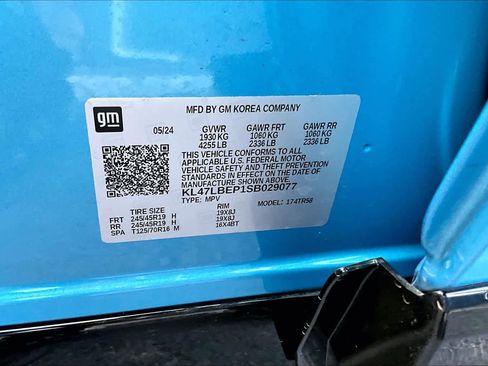 MFD BY GM KOREA COMPANY
gm
05/24 GVWR GAWR FRT GAWR RR
1930 KG 1060 KG 1060 KG
4255 LB 2336 LB 2336 LB
THIS VEHICLE CONFORMS TO ALL
APPLICABLE U.S. FEDERAL MOTOR
VEHICLE SAFETY AND THEFT PREVENTION
STANDARDS IN EFFECT ON THE DATE OF
MANUFACTURE SHOWN ABOVE.
KL47LBEP1SB029077
TYPE: MPV MODEL: 174TR58
TIRE SIZE RIM
FRT 245/45R19 H 19X8J
RR 245/45R19 H 19X8J
SPA T125/70R16 M 16X4BT